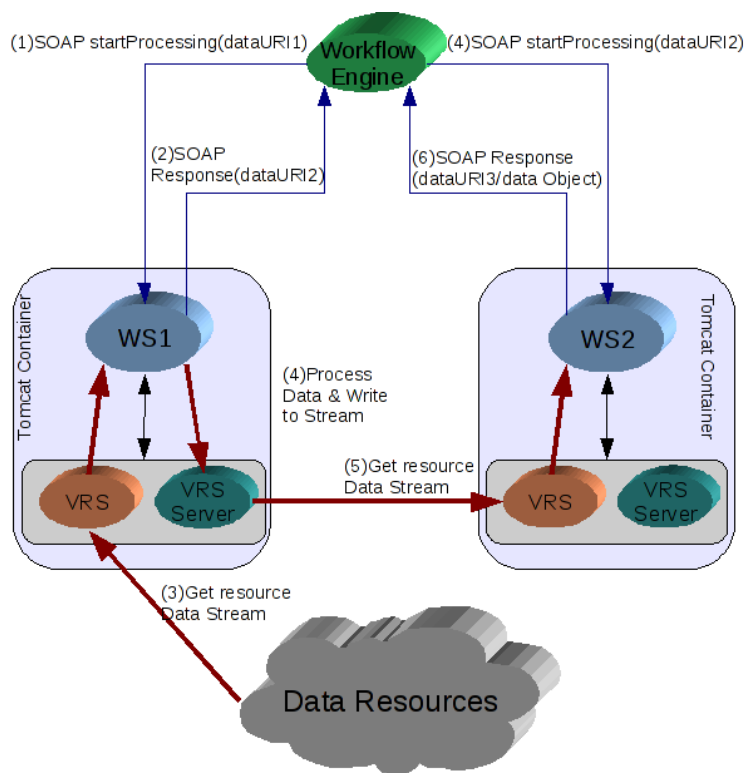 (1)SOAP startProcessing(dataURI1)
Workflow
Engine
(4)SOAP startProcessing(dataURI2)
(2)SOAP
Response(dataURI2)
(6)SOAP Response
(dataURI3/data Object)
Tomcat Container
WS1
(4)Process
Data & Write
to Stream
WS2
Tomcat Container
VRS
VRS
Server
(5)Get resource
Data Stream
VRS
VRS
Server
(3)Get resource
Data Stream
Data Resources